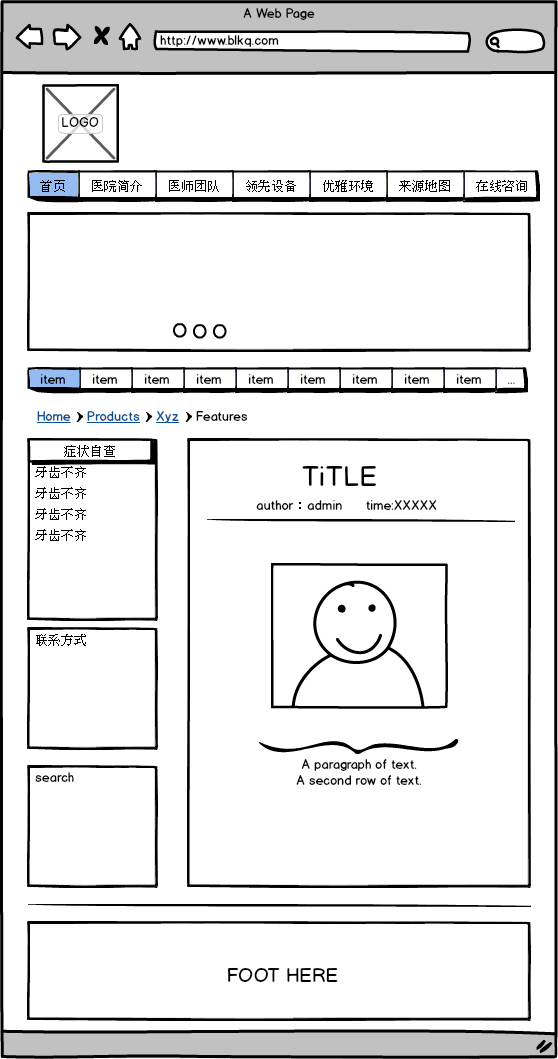 A Web Page
http://www.blkq.com
LOGO
首页 医院简介 医师团队 领先设备 优雅环境 来源地图 在线咨询
item item item item item item item item item ...
Home Products Xyz Features
症状自查
牙齿不齐
牙齿不齐
牙齿不齐
牙齿不齐
联系方式
search
TiTLE
author：admin time:XXXXX
A paragraph of text.
A second row of text.
FOOT HERE